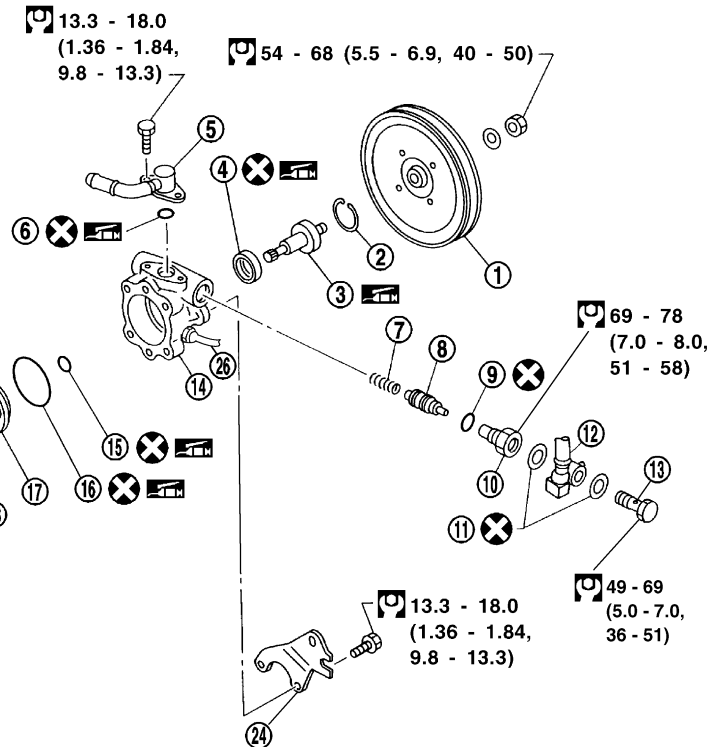 13.3 - 18.0
(1.36 - 1.84,
9.8 - 13.3)
54 - 68 (5.5 - 6.9, 40 - 50)
5
4
6
2
1
3
7
69 - 78
(7.0 - 8.0,
51 - 58)
8
9
26
14
12
15
13
10
17
16
11
49 - 69
(5.0 - 7.0,
36 - 51)
13.3 - 18.0
(1.36 - 1.84,
9.8 - 13.3)
24